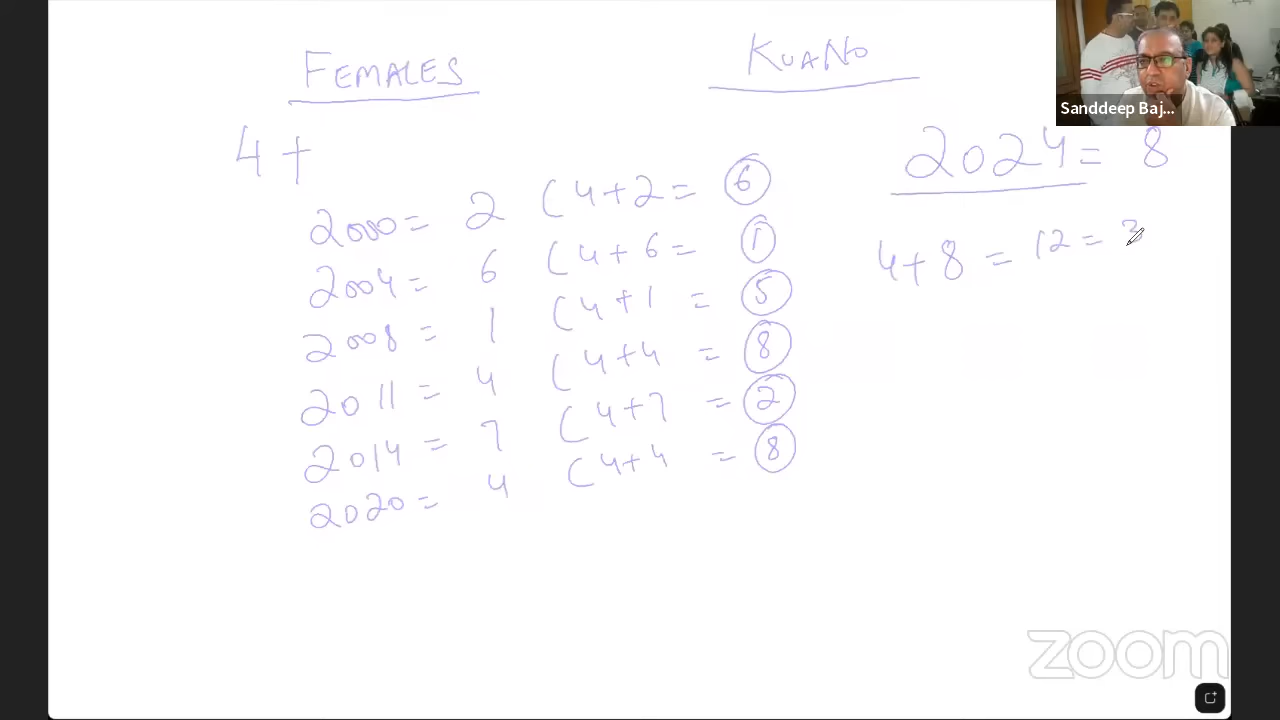 FEMALES
KUANO
Sanddeep Baj...
4+
2024= 8
2000= 2 (4+2= 6
2004= 6 (4+6= 1
4+8 = 12 = 3
2008= 1 (4+1 = 5
2011= 4 (4+4 = 8
2014= 7 (4+7 = 2
2020= 4 (4+4 = 8
zoom